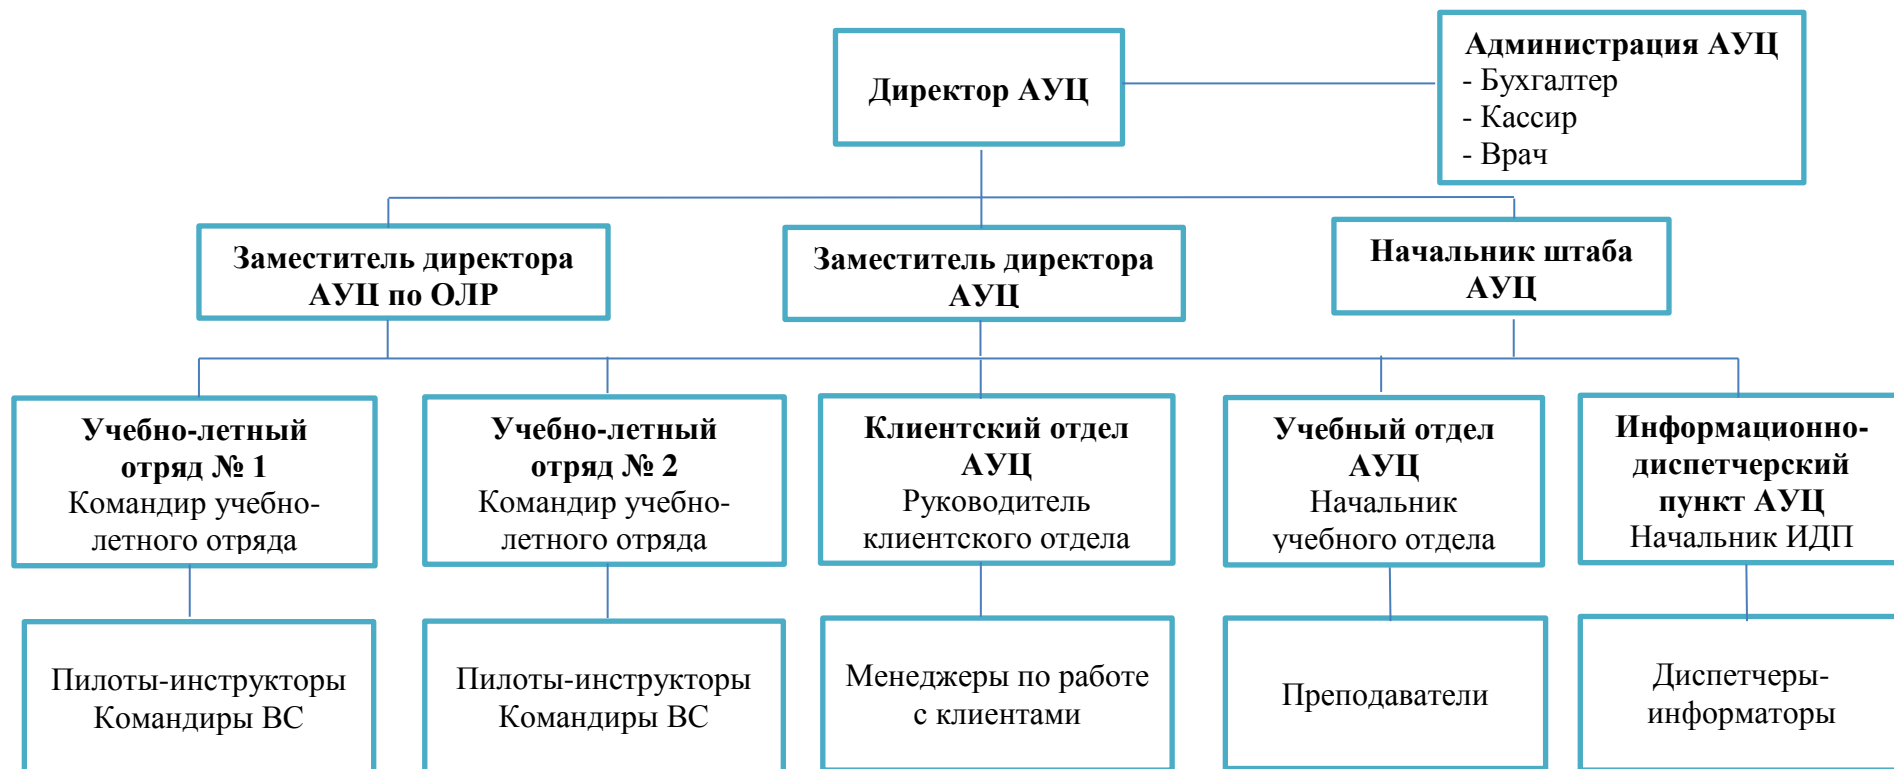 Директор АУЦ
Администрация АУЦ
- Бухгалтер
- Кассир
- Врач
Заместитель директора
АУЦ по ОЛР
Заместитель директора
АУЦ
Начальник штаба
АУЦ
Учебно-летный
отряд № 1
Командир учебно-
летного отряда
Учебно-летный
отряд № 2
Командир учебно-
летного отряда
Клиентский отдел
АУЦ
Руководитель
клиентского отдела
Учебный отдел
АУЦ
Начальник
учебного отдела
Информационно-
диспетчерский
пункт АУЦ
Начальник ИДП
Пилоты-инструкторы
Командиры ВС
Пилоты-инструкторы
Командиры ВС
Менеджеры по работе
с клиентами
Преподаватели
Диспетчеры-
информаторы